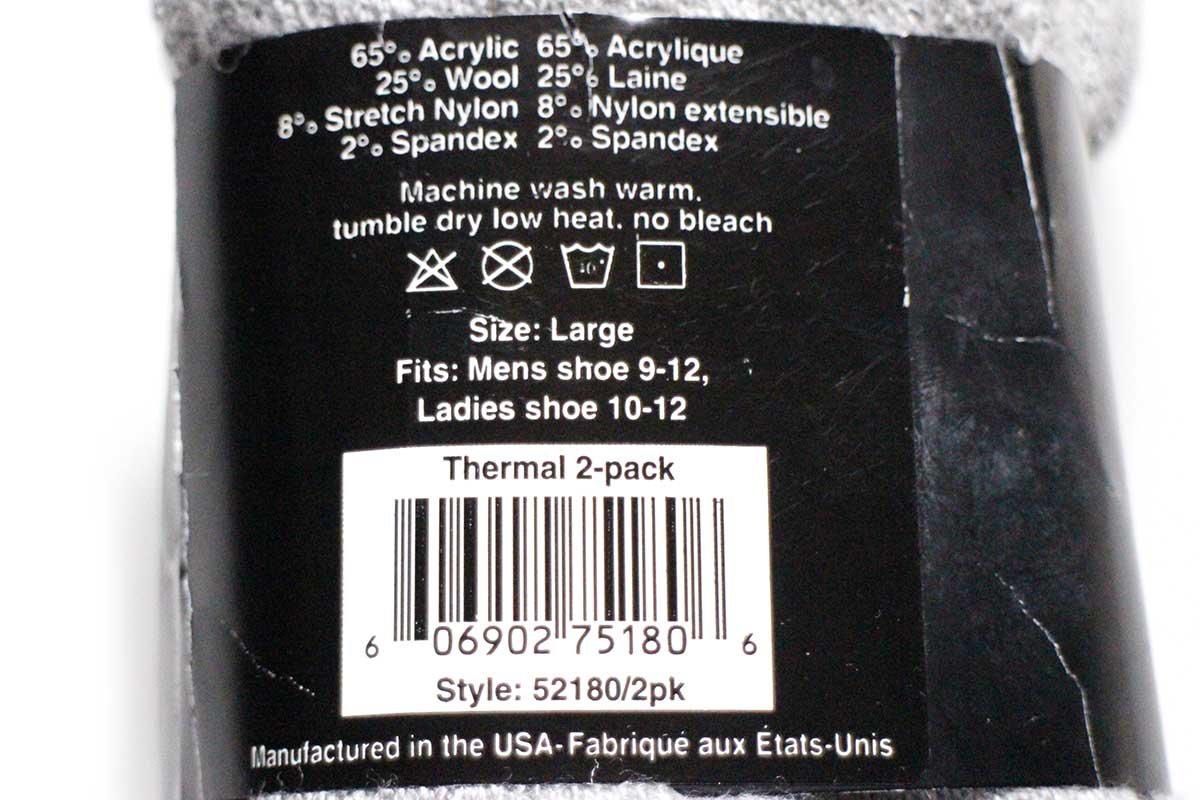 65% Acrylic 65% Acrylique
25% Wool 25% Laine
8% Stretch Nylon 8% Nylon extensible
2% Spandex 2% Spandex
Machine wash warm.
tumble dry low heat. no bleach
Size: Large
Fits: Mens shoe 9-12,
Ladies shoe 10-12
Thermal 2-pack
6 06902 75180 6
Style: 52180/2pk
Manufactured in the USA-Fabriqué aux États-Unis